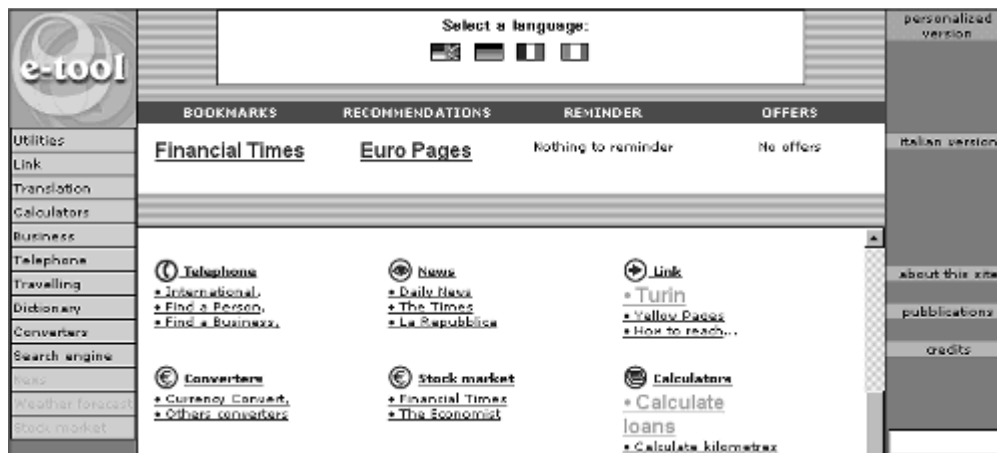 e-tool
Select a language:
personalized
version
BOOKMARKS
RECOMMENDATIONS
REMINDER
OFFERS
Financial Times
Euro Pages
Nothing to reminder
No offers
Utilities
Link
Translation
Calculators
Business
Telephone
Travelling
Dictionary
Converters
Search engine
News
Weather forecast
Stock market
Telephone
• International,
• Find a Person,
• Find a Business,
News
• Daily News
• The Times
• La Repubblica
Link
• Turin
• Yellow Pages
• How to reach...
Converters
• Currency Convert,
• Others converters
Stock market
• Financial Times
• The Economist
Calculators
• Calculate
loans
• Calculate kilometres
italian version
about this site
pubblications
credits